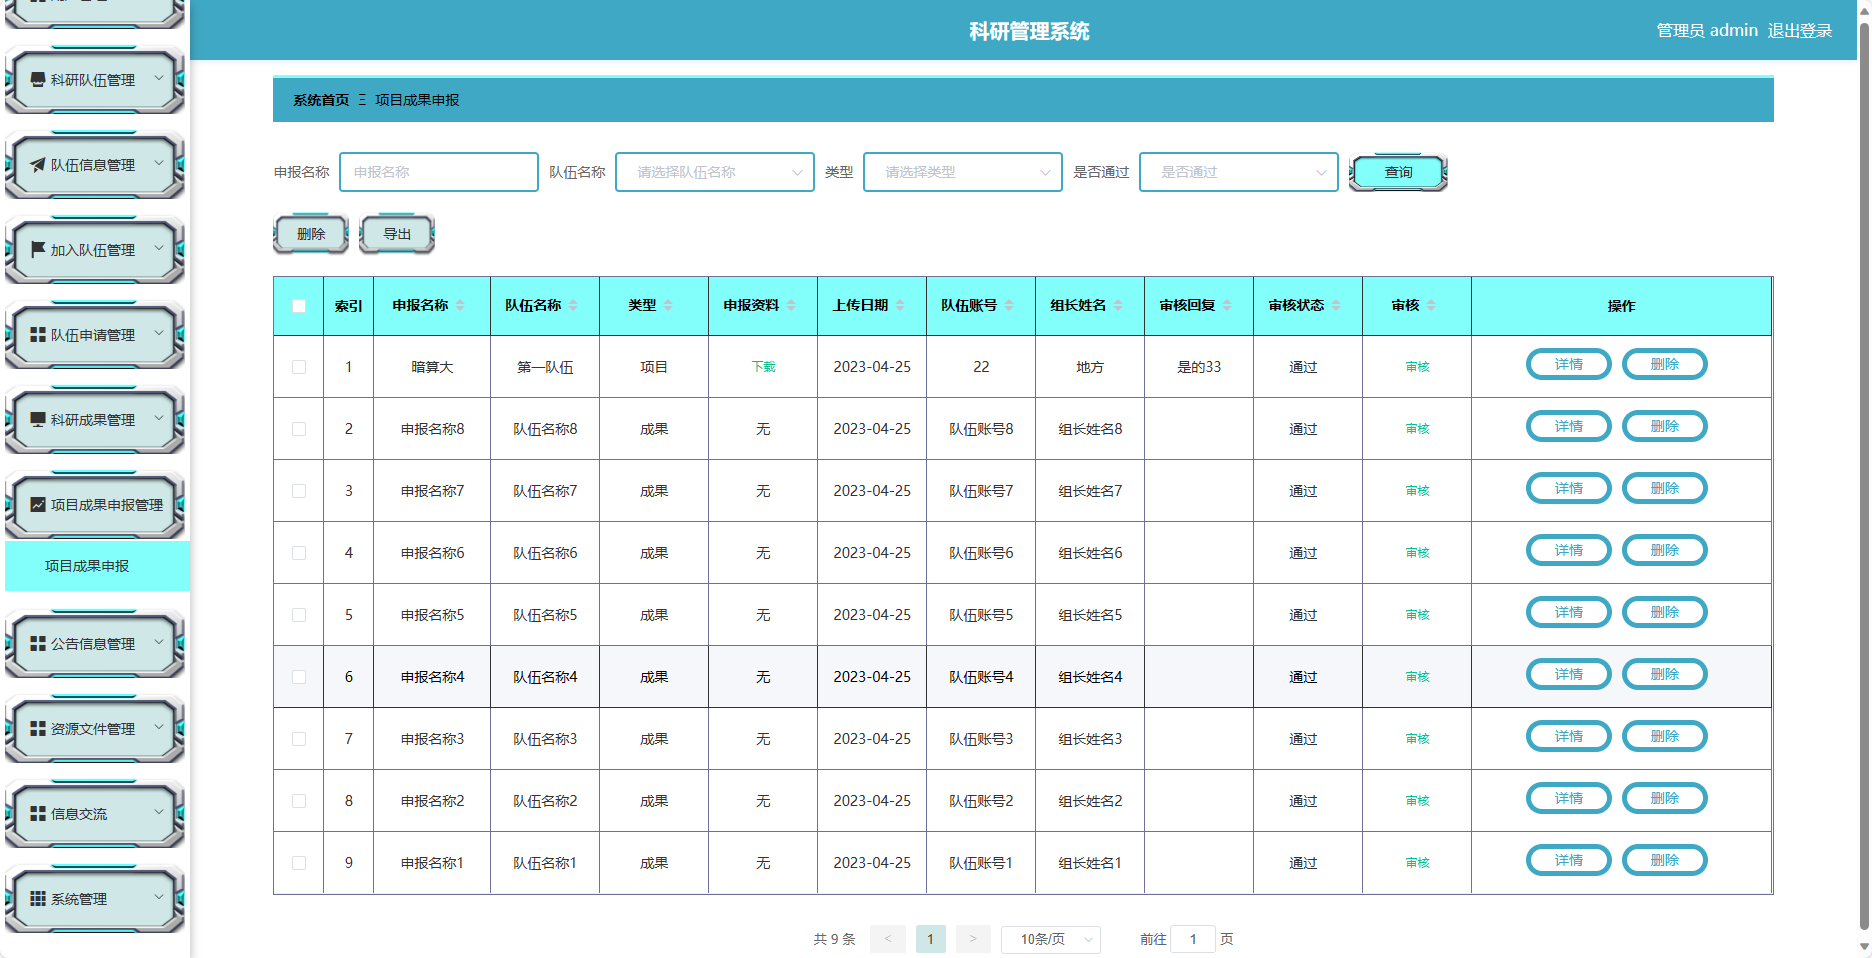 科研管理系统
管理员 admin 退出登录
科研队伍管理
队伍信息管理
加入队伍管理
队伍申请管理
科研成果管理
项目成果申报管理
项目成果申报
公告信息管理
资源文件管理
信息交流
系统管理
系统首页 Ξ 项目成果申报
申报名称 申报名称 队伍名称 请选择队伍名称 类型 请选择类型 是否通过 是否通过 查询
删除 导出
索引 申报名称 队伍名称 类型 申报资料 上传日期 队伍账号 组长姓名 审核回复 审核状态 审核 操作
1 暗算大 第一队伍 项目 下载 2023-04-25 22 地方 是的33 通过 审核 详情 删除
2 申报名称8 队伍名称8 成果 无 2023-04-25 队伍账号8 组长姓名8 通过 审核 详情 删除
3 申报名称7 队伍名称7 成果 无 2023-04-25 队伍账号7 组长姓名7 通过 审核 详情 删除
4 申报名称6 队伍名称6 成果 无 2023-04-25 队伍账号6 组长姓名6 通过 审核 详情 删除
5 申报名称5 队伍名称5 成果 无 2023-04-25 队伍账号5 组长姓名5 通过 审核 详情 删除
6 申报名称4 队伍名称4 成果 无 2023-04-25 队伍账号4 组长姓名4 通过 审核 详情 删除
7 申报名称3 队伍名称3 成果 无 2023-04-25 队伍账号3 组长姓名3 通过 审核 详情 删除
8 申报名称2 队伍名称2 成果 无 2023-04-25 队伍账号2 组长姓名2 通过 审核 详情 删除
9 申报名称1 队伍名称1 成果 无 2023-04-25 队伍账号1 组长姓名1 通过 审核 详情 删除
共 9 条 < 1 > 10条/页 前往 1 页